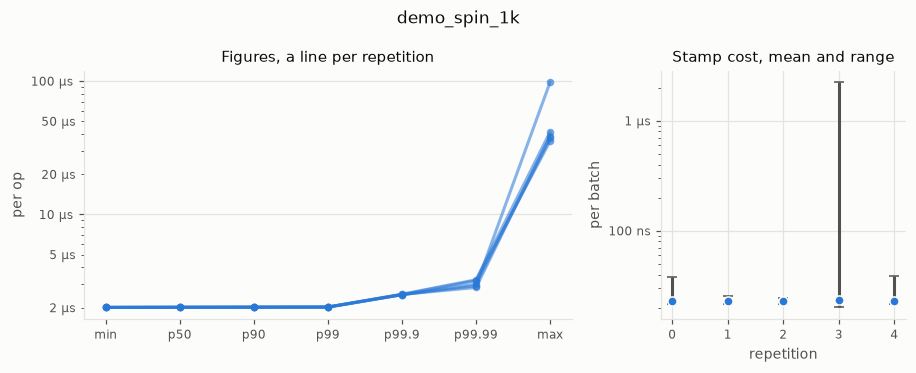 demo_spin_1k
Figures, a line per repetition
100 µs
50 µs
20 µs
10 µs
5 µs
2 µs
per op
min p50 p90 p99 p99.9 p99.99 max
Stamp cost, mean and range
1 µs
100 ns
per batch
0 1 2 3 4
repetition